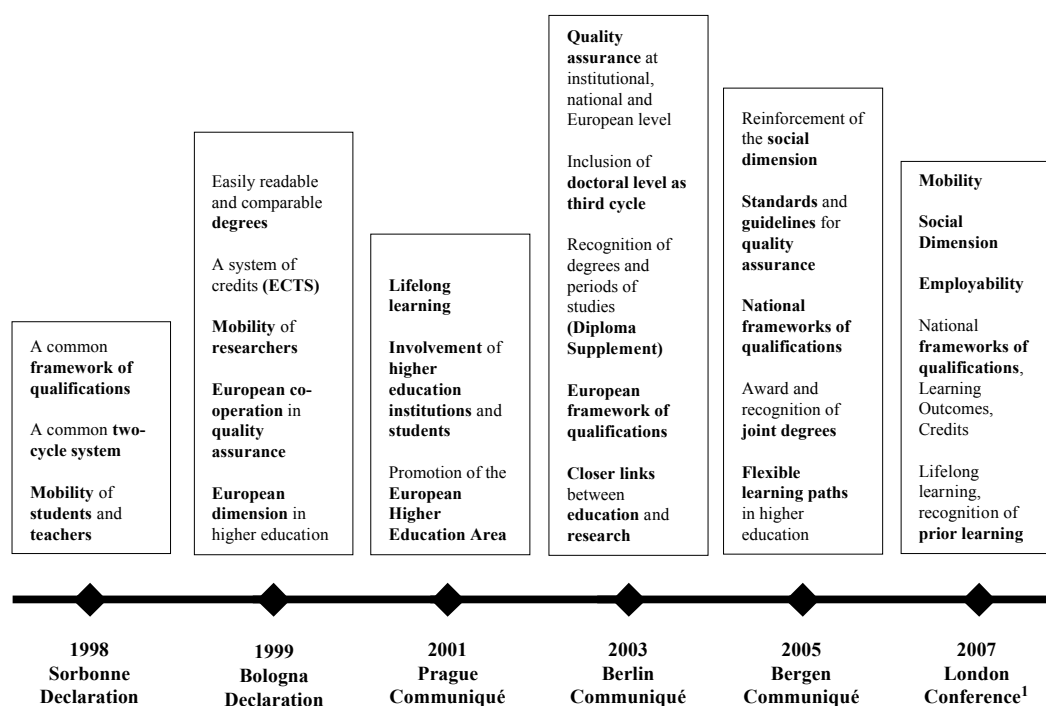 A common
framework of
qualifications
A common two-
cycle system
Mobility of
students and
teachers
Easily readable
and comparable
degrees
A system of
credits (ECTS)
Mobility of
researchers
European co-
operation in
quality
assurance
European
dimension in
higher education
Lifelong
learning
Involvement of
higher
education
institutions and
students
Promotion of the
European
Higher
Education Area
Quality
assurance at
institutional,
national and
European level
Inclusion of
doctoral level as
third cycle
Recognition of
degrees and
periods of
studies
(Diploma
Supplement)
European
framework of
qualifications
Closer links
between
education and
research
Reinforcement of
the social
dimension
Standards and
guidelines for
quality
assurance
National
frameworks of
qualifications
Award and
recognition of
joint degrees
Flexible
learning paths
in higher
education
Mobility
Social
Dimension
Employability
National
frameworks of
qualifications,
Learning
Outcomes,
Credits
Lifelong
learning,
recognition of
prior learning
1998
Sorbonne
Declaration
1999
Bologna
Declaration
2001
Prague
Communiqué
2003
Berlin
Communiqué
2005
Bergen
Communiqué
2007
London
Conference¹